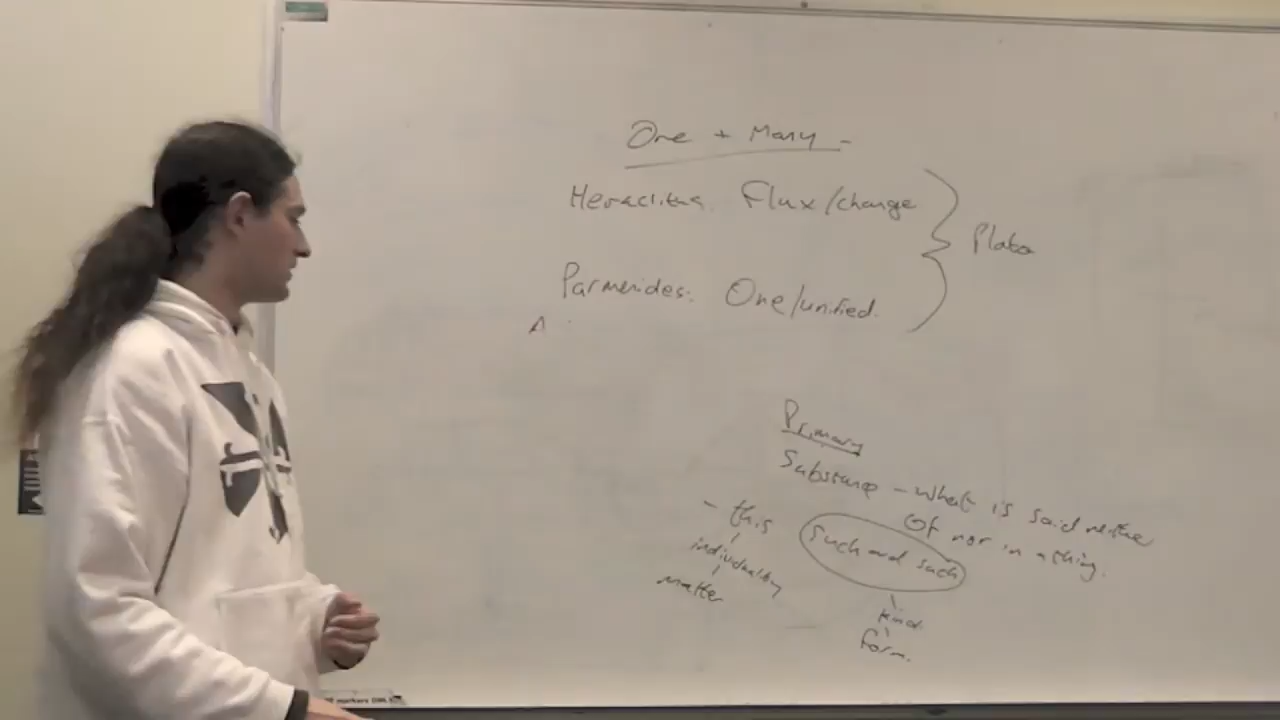 One + Many -
Heraclitus. Flux/change
Plato
Parmenides: One/unified.
A
Primary
Substance - what is said neither
of nor in a thing.
- this such and such
individuality
matter
kind.
form.
markers